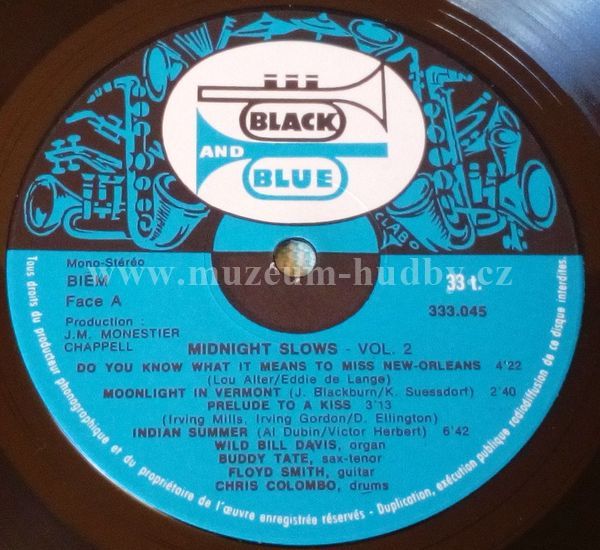 BLACK
AND
BLUE
CLABO
Mono-Stéréo
BIEM
Face A
Production :
J.M. MONESTIER
CHAPPELL
33 t.
333.045
www.muzeum-hudby.cz
MIDNIGHT SLOWS - VOL. 2
DO YOU KNOW WHAT IT MEANS TO MISS NEW-ORLEANS 4'22
(Lou Alter/Eddie de Lange)
MOONLIGHT IN VERMONT (J. Blackburn/K. Suessdorf) 2'40
PRELUDE TO A KISS 3'13
(Irving Mills, Irving Gordon/D. Ellington)
INDIAN SUMMER (Al Dubin/Victor Herbert) 6'42
WILD BILL DAVIS, organ
BUDDY TATE, sax-tenor
FLOYD SMITH, guitar
CHRIS COLOMBO, drums
Tous droits du producteur phonographique et du propriétaire de l'œuvre enregistrée réservés - Duplication, exécution publique radiodiffusion de ce disque interdites.